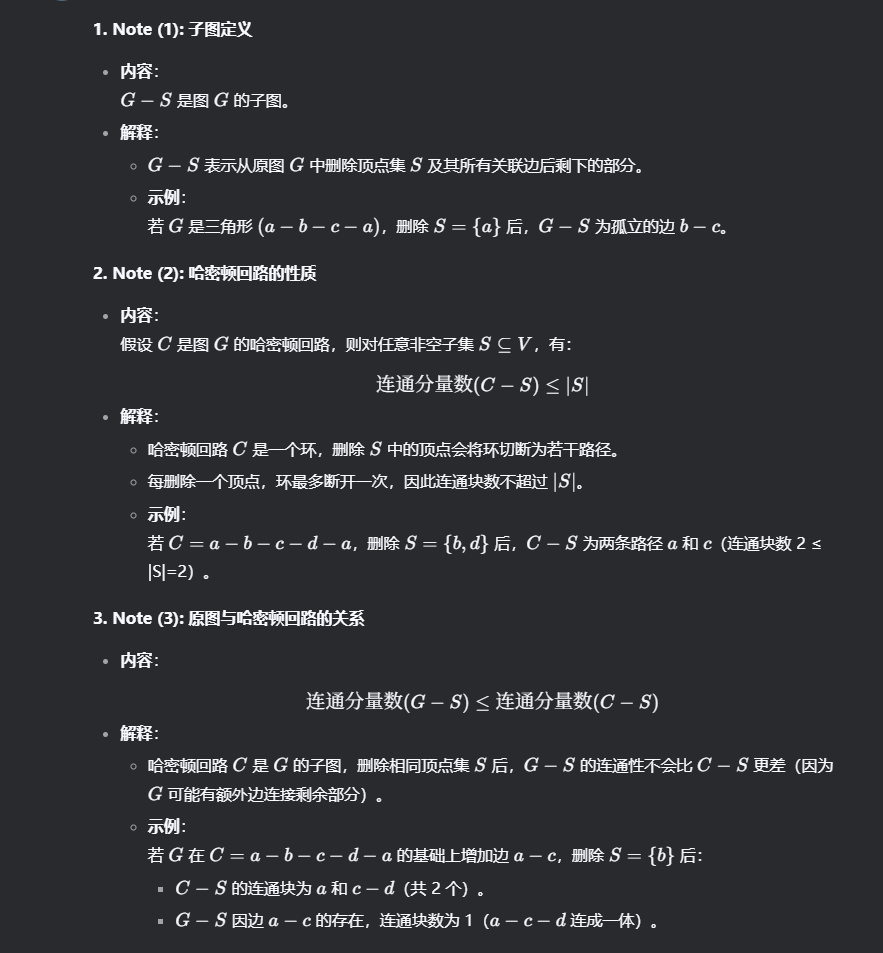 1. Note (1): 子图定义
• 内容：
G − S 是图 G 的子图。
• 解释：
◦ G − S 表示从原图 G 中删除顶点集 S 及其所有关联边后剩下的部分。
◦ 示例：
若 G 是三角形 (a − b − c − a)，删除 S = {a} 后，G − S 为孤立的边 b − c。
2. Note (2): 哈密顿回路的性质
• 内容：
假设 C 是图 G 的哈密顿回路，则对任意非空子集 S ⊆ V，有：
连通分量数(C − S) ≤ |S|
• 解释：
◦ 哈密顿回路 C 是一个环，删除 S 中的顶点会将环切断为若干路径。
◦ 每删除一个顶点，环最多断开一次，因此连通块数不超过 |S|。
◦ 示例：
若 C = a − b − c − d − a，删除 S = {b, d} 后，C − S 为两条路径 a 和 c（连通块数 2 ≤
|S|=2）。
3. Note (3): 原图与哈密顿回路的关系
• 内容：
连通分量数(G − S) ≤ 连通分量数(C − S)
• 解释：
◦ 哈密顿回路 C 是 G 的子图，删除相同顶点集 S 后，G − S 的连通性不会比 C − S 更差（因为
G 可能有额外边连接剩余部分）。
◦ 示例：
若 G 在 C = a − b − c − d − a 的基础上增加边 a − c，删除 S = {b} 后：
▪ C − S 的连通块为 a 和 c − d（共 2 个）。
▪ G − S 因边 a − c 的存在，连通块数为 1（a − c − d 连成一体）。